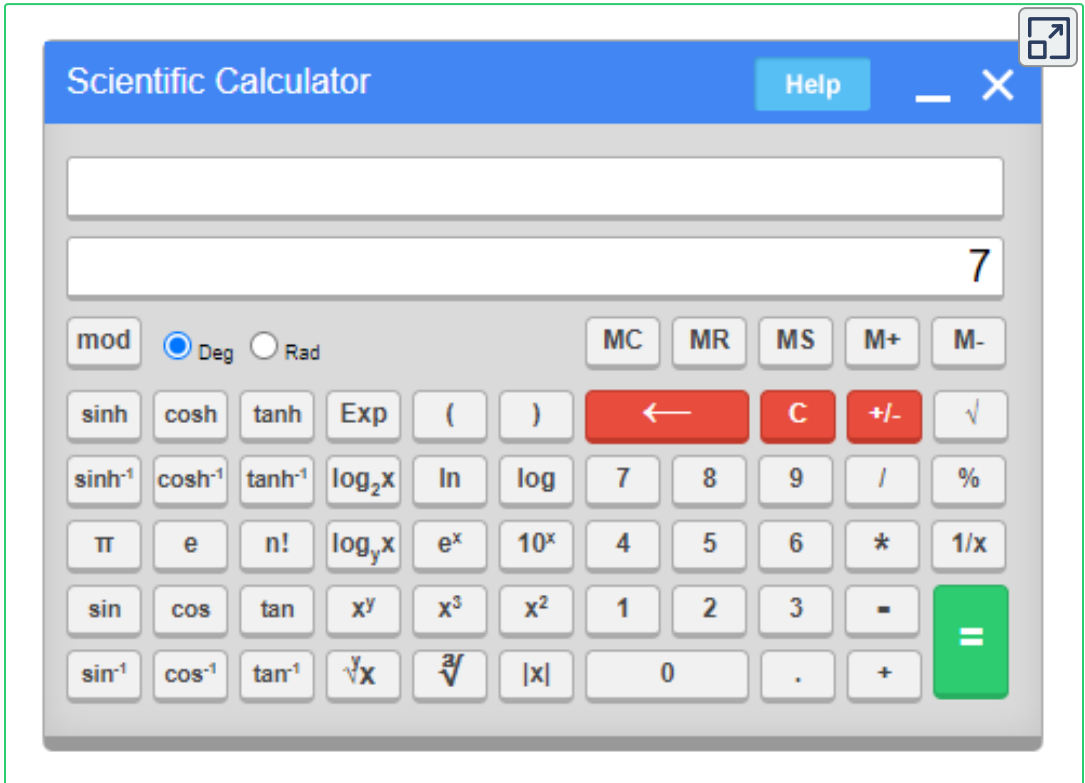 Scientific Calculator Help
7
mod Deg Rad MC MR MS M+ M-
sinh cosh tanh Exp ( ) ← C +/- √
sinh⁻¹ cosh⁻¹ tanh⁻¹ log₂x ln log 7 8 9 / %
π e n! logᵧx eˣ 10ˣ 4 5 6 * 1/x
sin cos tan xʸ x³ x² 1 2 3 - =
sin⁻¹ cos⁻¹ tan⁻¹ ʸ√x ³√ |x| 0 . +